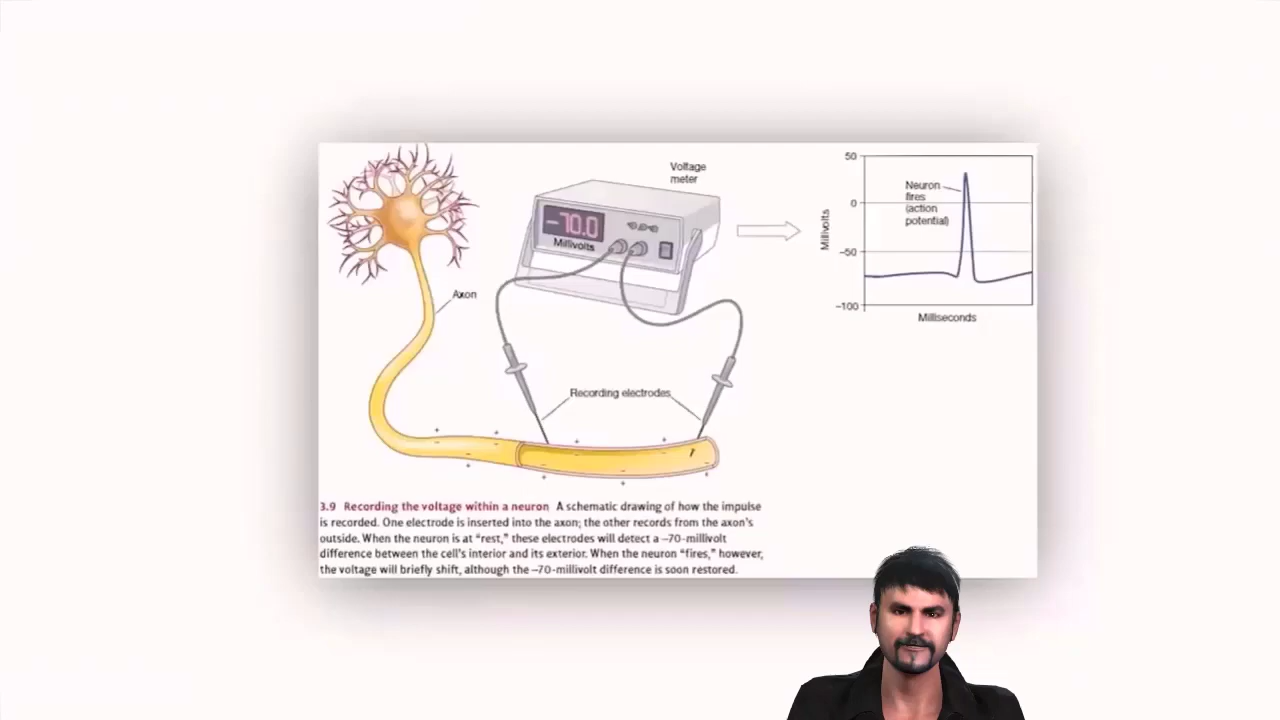 Voltage
meter
-70.0
Millivolts
Axon
Recording electrodes
50
0
-50
-100
Millivolts
Neuron
fires
(action
potential)
Milliseconds
3.9 Recording the voltage within a neuron A schematic drawing of how the impulse
is recorded. One electrode is inserted into the axon; the other records from the axon's
outside. When the neuron is at “rest,” these electrodes will detect a –70-millivolt
difference between the cell's interior and its exterior. When the neuron “fires,” however,
the voltage will briefly shift, although the –70-millivolt difference is soon restored.